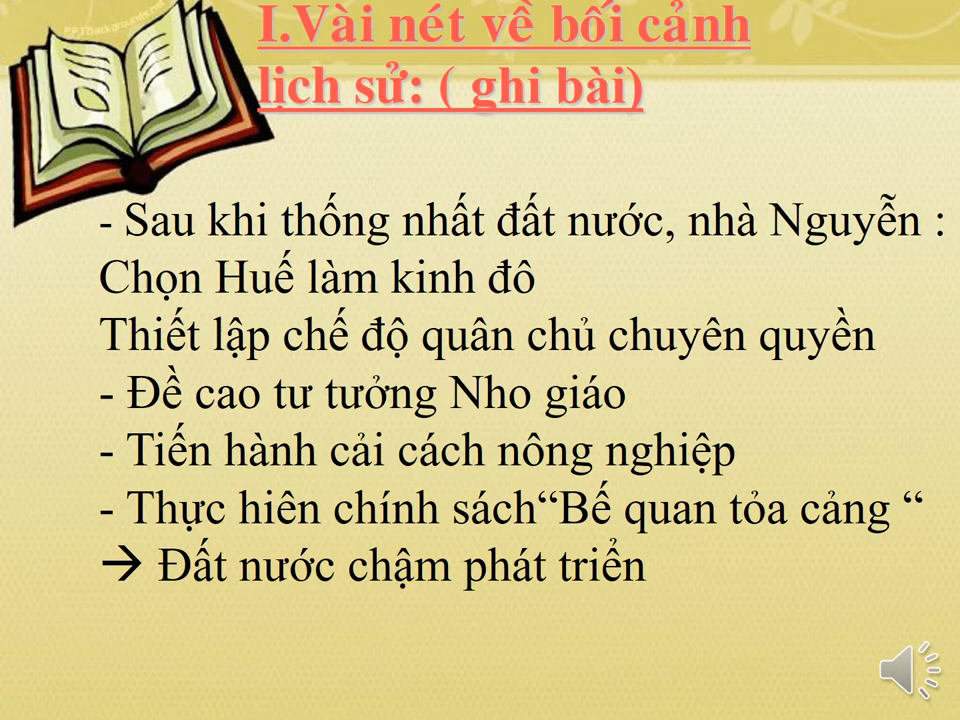 I.Vài nét về bối cảnh
lịch sử: ( ghi bài)
- Sau khi thống nhất đất nước, nhà Nguyễn :
Chọn Huế làm kinh đô
Thiết lập chế độ quân chủ chuyên quyền
- Đề cao tư tưởng Nho giáo
- Tiến hành cải cách nông nghiệp
- Thực hiên chính sách“Bế quan tỏa cảng “
→ Đất nước chậm phát triển